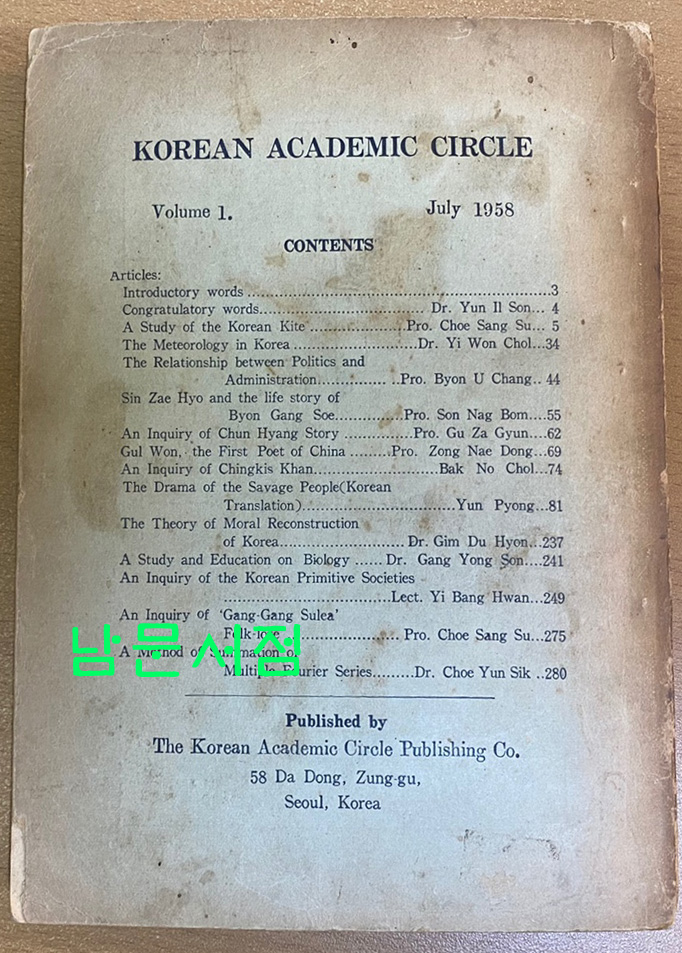 KOREAN ACADEMIC CIRCLE
Volume 1. July 1958
CONTENTS
Articles:
Introductory words ........................................................3
Congratulatory words.................................. Dr. Yun Il Son... 4
A Study of the Korean Kite ..................Pro. Choe Sang Su... 5
The Meteorology in Korea .......................Dr. Yi Won Chol...34
The Relationship between Politics and
Administration............... ..Pro. Byon U Chang.. 44
Sin Zae Hyo and the life story of
Byon Gang Soe...............Pro. Son Nag Bom....55
An Inquiry of Chun Hyang Story ..............Pro. Gu Za Gyun....62
Gul Won, the First Poet of China .........Pro. Zong Nae Dong...69
An Inquiry of Chingkis Khan.........................Bak No Chol...74
The Drama of the Savage People(Korean
Translation)..................................Yun Pyong...81
The Theory of Moral Reconstruction
of Korea......................... Dr. Gim Du Hyon...237
A Study and Education on Biology ...... Dr. Gang Yong Son....241
An Inquiry of the Korean Primitive Societies
..................................Lect. Yi Bang Hwan...249
An Inquiry of 'Gang-Gang Sulea'
Folk-lore ........................ Pro. Choe Sang Su...275
남문서점
A Method of Summation of
Multiple Fourier Series.........Dr. Choe Yun Sik ..280
Published by
The Korean Academic Circle Publishing Co.
58 Da Dong, Zung-gu,
Seoul, Korea